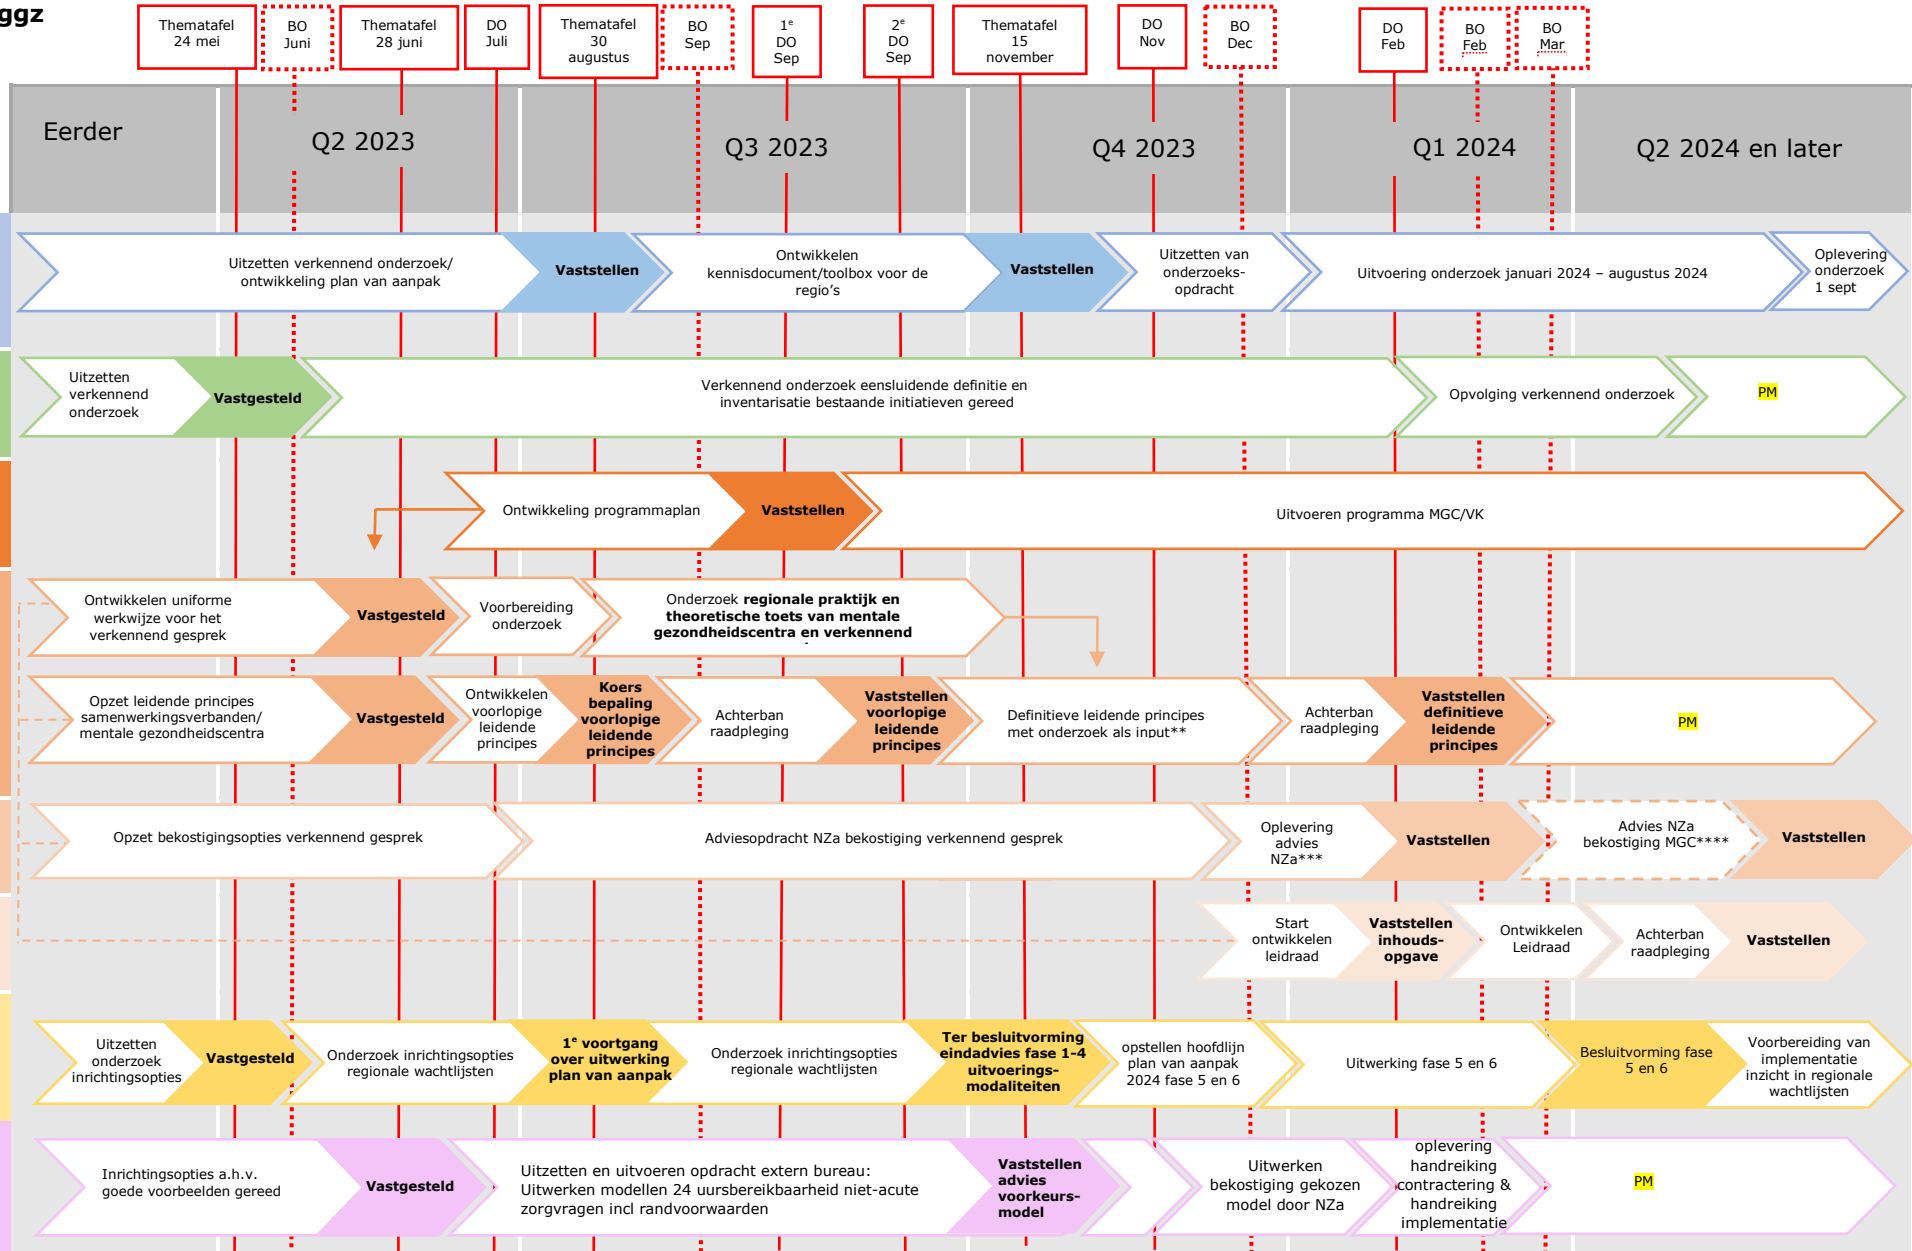 ggz
Thematafel
24 mei
BO
Juni
Thematafel
28 juni
DO
Juli
Thematafel
30
augustus
BO
Sep
1e
DO
Sep
2e
DO
Sep
Thematafel
15
november
DO
Nov
BO
Dec
DO
Feb
BO
Feb
BO
Mar
Eerder
Q2 2023
Q3 2023
Q4 2023
Q1 2024
Q2 2024 en later
Uitzetten verkennend onderzoek/
ontwikkeling plan van aanpak
Vaststellen
Ontwikkelen
kennisdocument/toolbox voor de
regio's
Vaststellen
Uitzetten van
onderzoeks-
opdracht
Uitvoering onderzoek januari 2024 – augustus 2024
Oplevering
onderzoek
1 sept
Uitzetten
verkennend
onderzoek
Vastgesteld
Verkennend onderzoek eensluidende definitie en
inventarisatie bestaande initiatieven gereed
Opvolging verkennend onderzoek
PM
Ontwikkeling programmaplan
Vaststellen
Uitvoeren programma MGC/VK
Ontwikkelen uniforme
werkwijze voor het
verkennend gesprek
Vastgesteld
Voorbereiding
onderzoek
Onderzoek regionale praktijk en
theoretische toets van mentale
gezondheidscentra en verkennend
Opzet leidende principes
samenwerkingsverbanden/
mentale gezondheidscentra
Vastgesteld
Ontwikkelen
voorlopige
leidende
principes
Koers
bepaling
voorlopige
leidende
principes
Achterban
raadpleging
Vaststellen
voorlopige
leidende
principes
Definitieve leidende principes
met onderzoek als input**
Achterban
raadpleging
Vaststellen
definitieve
leidende
principes
PM
Opzet bekostigingsopties verkennend gesprek
Adviesopdracht NZa bekostiging verkennend gesprek
Oplevering
advies
NZa***
Vaststellen
Advies NZa
bekostiging MGC****
Vaststellen
Start
ontwikkelen
leidraad
Vaststellen
inhouds-
opgave
Ontwikkelen
Leidraad
Achterban
raadpleging
Vaststellen
Uitzetten
onderzoek
inrichtingsopties
Vastgesteld
Onderzoek inrichtingsopties
regionale wachtlijsten
1e voortgang
over uitwerking
plan van aanpak
Onderzoek inrichtingsopties
regionale wachtlijsten
Ter besluitvorming
eindadvies fase 1-4
uitvoerings-
modaliteiten
opstellen hoofdlijn
plan van aanpak
2024 fase 5 en 6
Uitwerking fase 5 en 6
Besluitvorming fase
5 en 6
Voorbereiding van
implementatie
inzicht in regionale
wachtlijsten
Inrichtingsopties a.h.v.
goede voorbeelden gereed
Vastgesteld
Uitzetten en uitvoeren opdracht extern bureau:
Uitwerken modellen 24 uursbereikbaarheid niet-acute
zorgvragen incl randvoorwaarden
Vaststellen
advies
voorkeurs-
model
Uitwerken
bekostiging gekozen
model door NZa
oplevering
handreiking
contractering &
handreiking
implementatie
PM